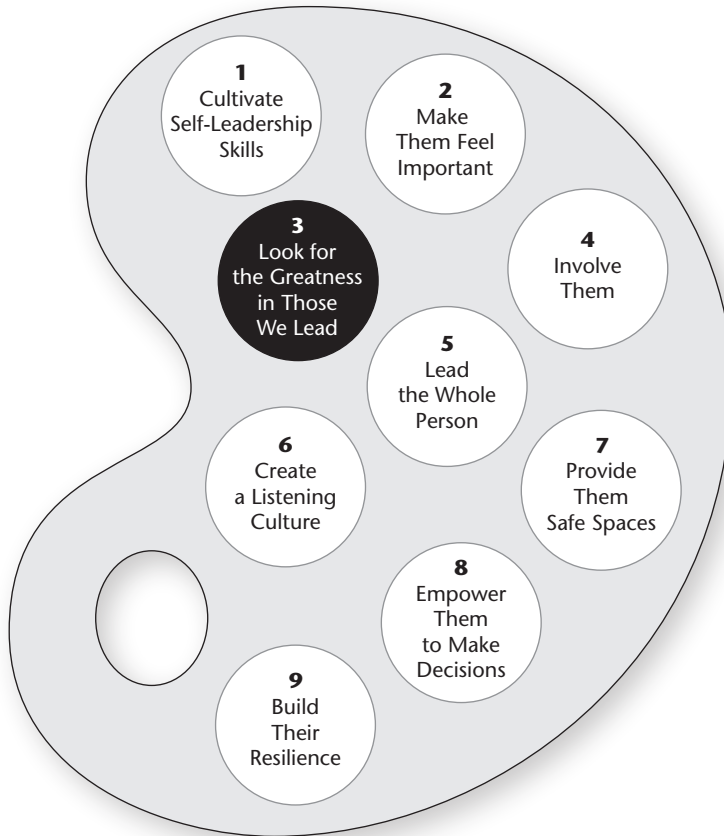 1
Cultivate
Self-Leadership
Skills
2
Make
Them Feel
Important
3
Look for
the Greatness
in Those
We Lead
4
Involve
Them
5
Lead
the Whole
Person
6
Create
a Listening
Culture
7
Provide
Them
Safe Spaces
8
Empower
Them
to Make
Decisions
9
Build
Their
Resilience